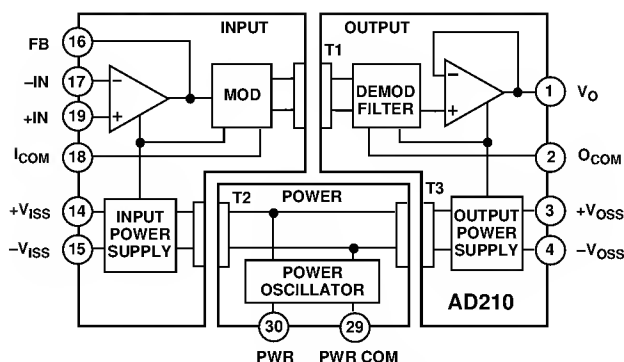 INPUT
OUTPUT
FB 16
T1
–IN 17
MOD
DEMOD
FILTER
1 VO
+IN 19
ICOM 18
2 OCOM
T2
POWER
T3
+VISS 14
INPUT
POWER
SUPPLY
OUTPUT
POWER
SUPPLY
3 +VOSS
–VISS 15
4 –VOSS
POWER
OSCILLATOR
AD210
30
29
PWR
PWR COM